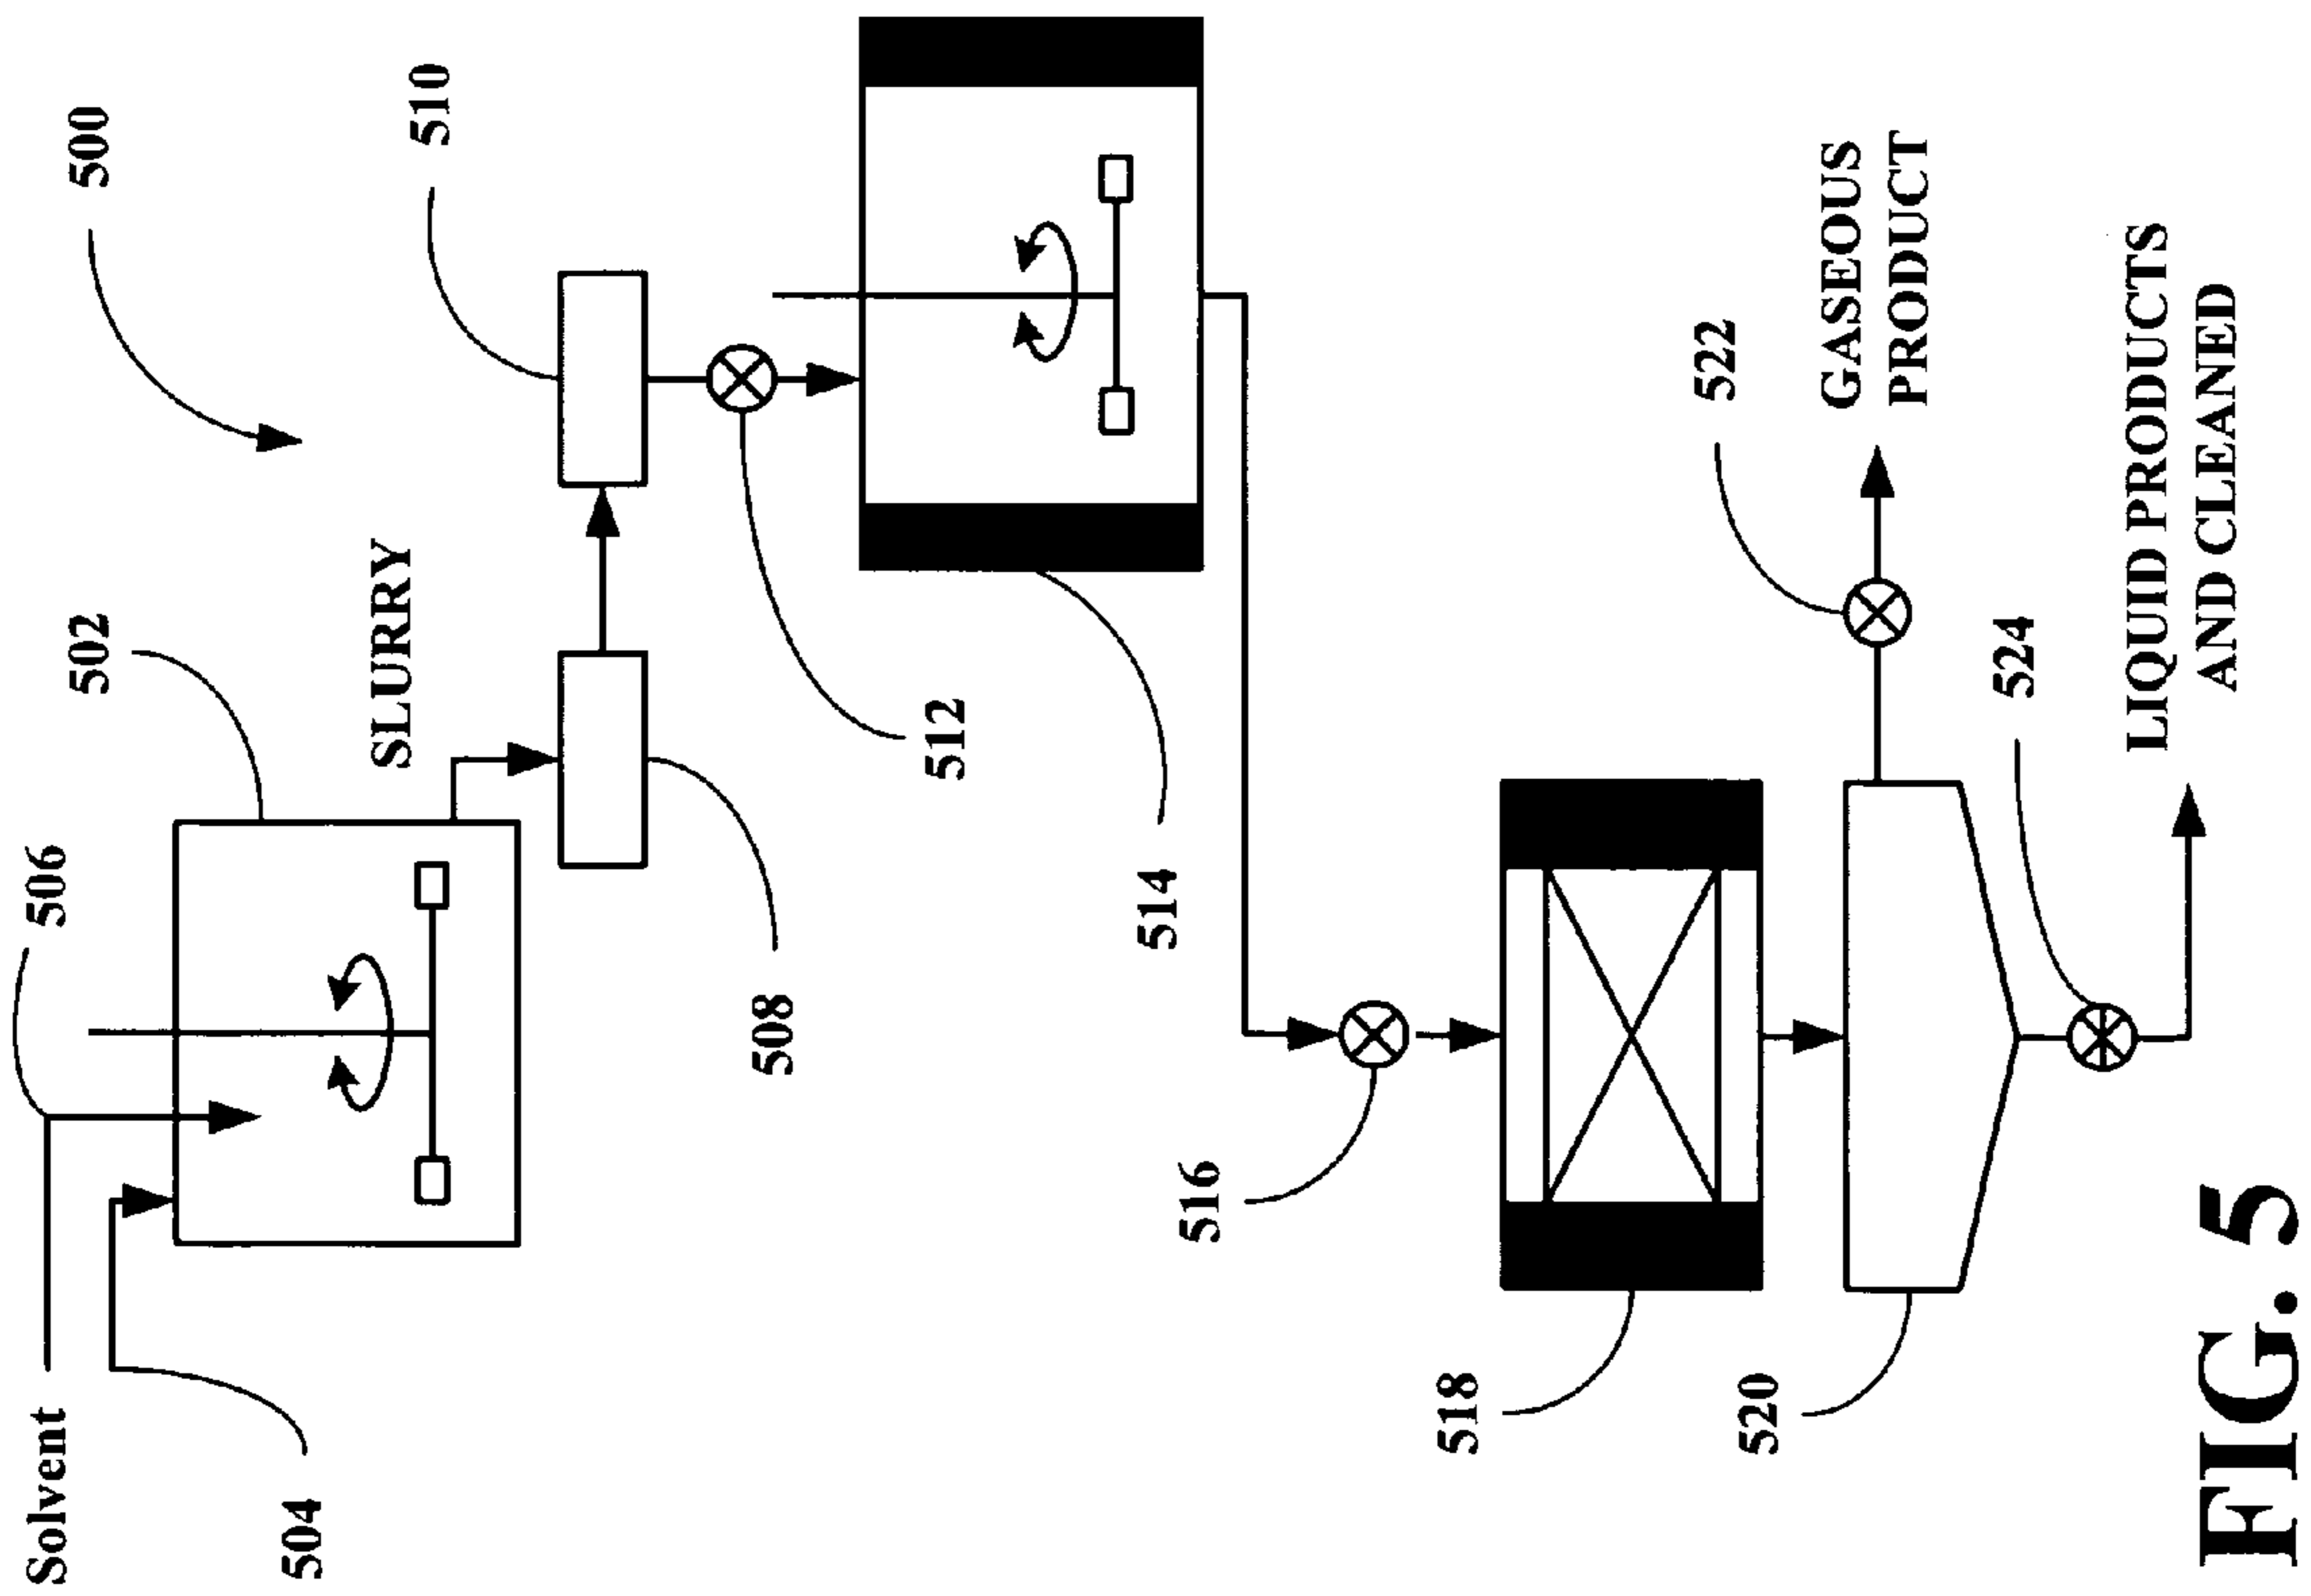 500
506
502
510
Solvent
SLURRY
504
508
512
514
516
518
522
GASEOUS
PRODUCT
520
524
LIQUID PRODUCTS
AND CLEANED
FIG. 5